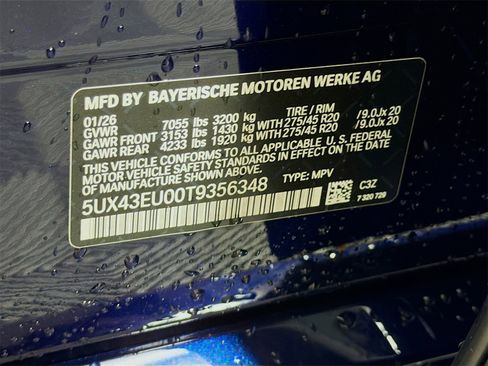 MFD BY BAYERISCHE MOTOREN WERKE AG
01/26 TIRE / RIM
GVWR 7055 lbs 3200 kg
GAWR FRONT 3153 lbs 1430 kg WITH 275/45 R20 / 9.0Jx 20
GAWR REAR 4233 lbs 1920 kg WITH 275/45 R20 / 9.0Jx 20
THIS VEHICLE CONFORMS TO ALL APPLICABLE U.S. FEDERAL
MOTOR VEHICLE SAFETY STANDARDS IN EFFECT ON THE
DATE OF MANUFACTURE SHOWN ABOVE.
5UX43EU00T9356348 TYPE: MPV
C3Z
7 320 729